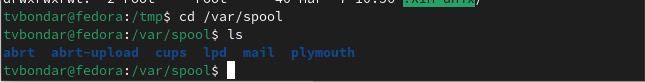 tvbondar@fedora:/tmp$ cd /var/spool
tvbondar@fedora:/var/spool$ ls
abrt  abrt-upload  cups  lpd  mail  plymouth
tvbondar@fedora:/var/spool$